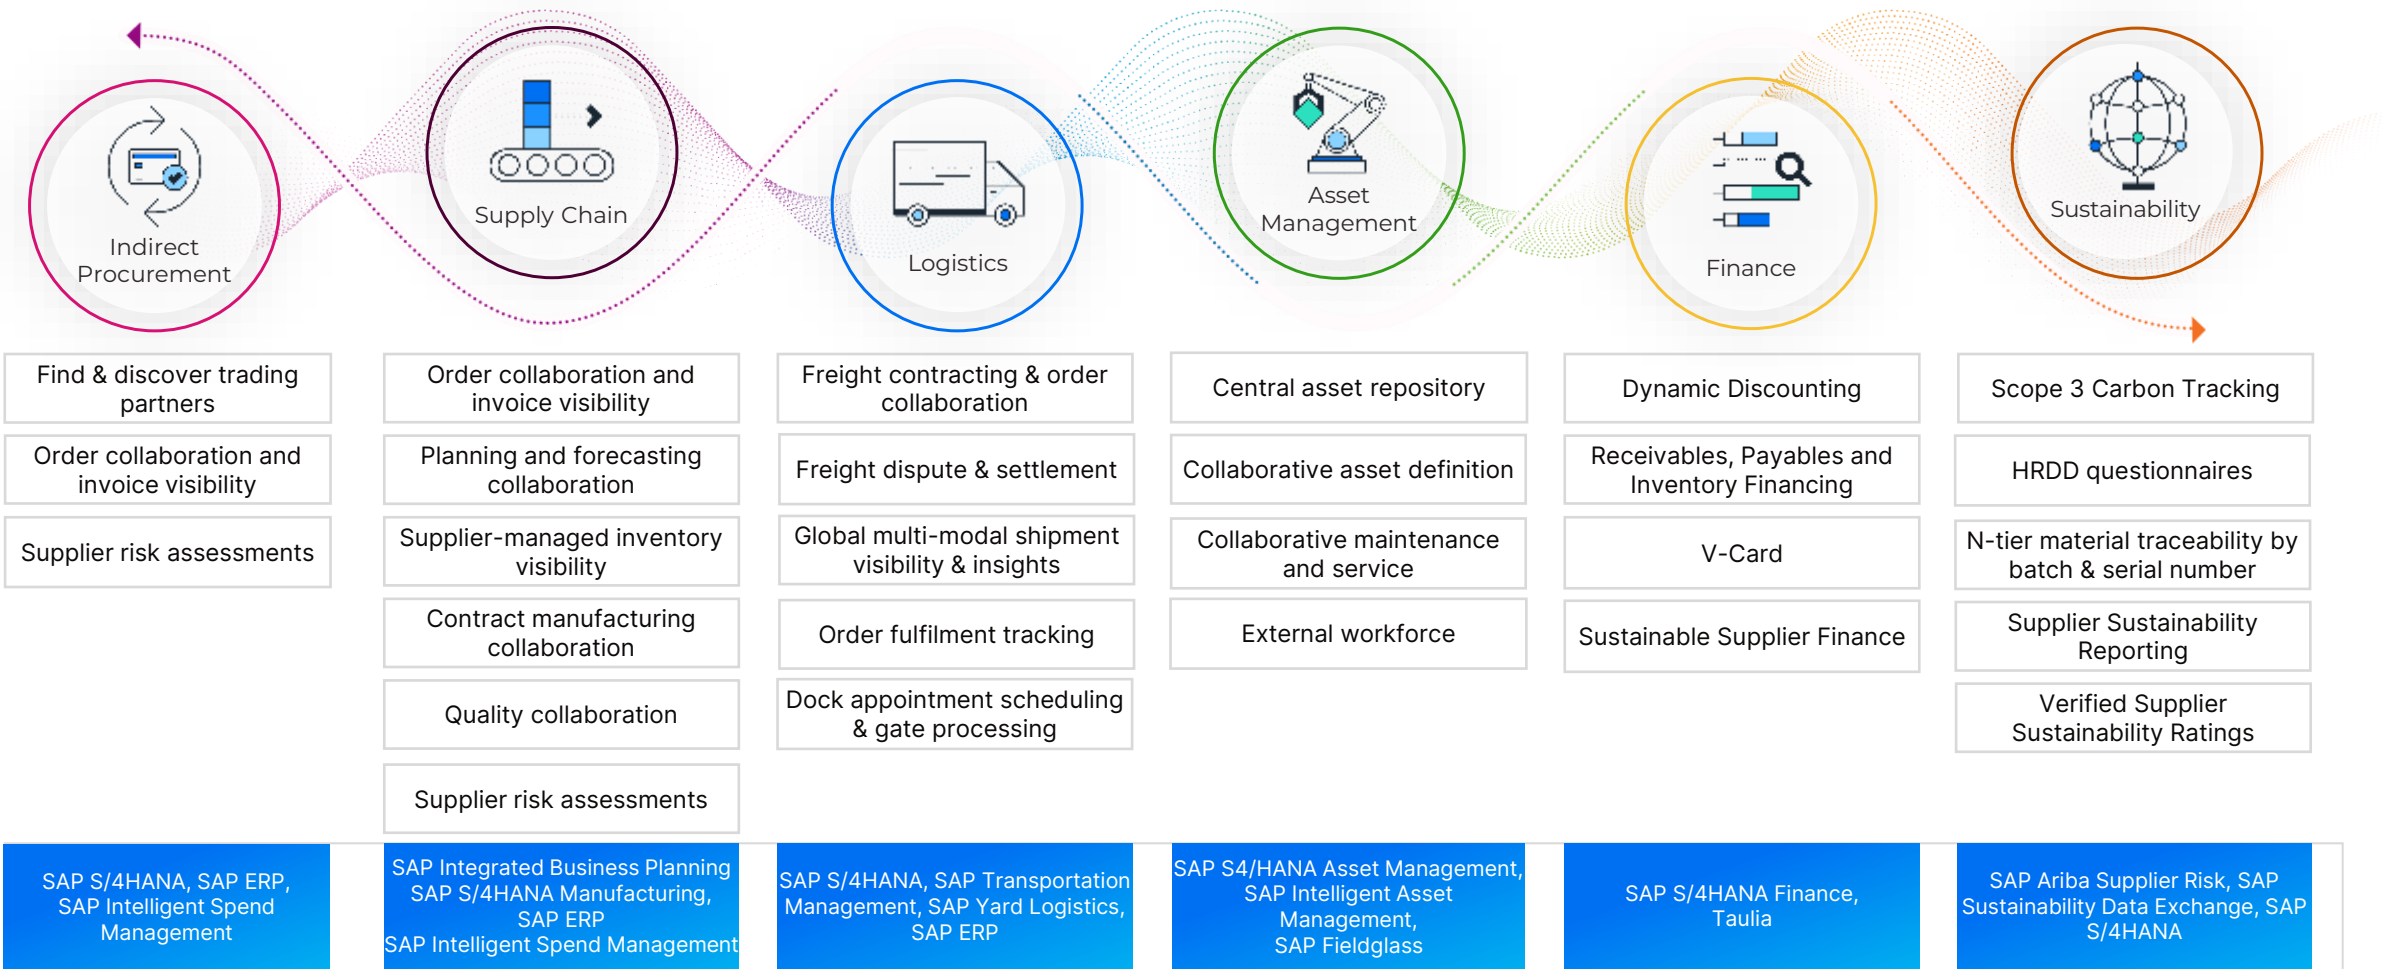 Indirect
Procurement
Supply Chain
Logistics
Asset
Management
Finance
Sustainability
Find & discover trading
partners
Order collaboration and
invoice visibility
Supplier risk assessments
Order collaboration and
invoice visibility
Planning and forecasting
collaboration
Supplier-managed inventory
visibility
Contract manufacturing
collaboration
Quality collaboration
Supplier risk assessments
Freight contracting & order
collaboration
Freight dispute & settlement
Global multi-modal shipment
visibility & insights
Order fulfilment tracking
Dock appointment scheduling
& gate processing
Central asset repository
Collaborative asset definition
Collaborative maintenance
and service
External workforce
Dynamic Discounting
Receivables, Payables and
Inventory Financing
V-Card
Sustainable Supplier Finance
Scope 3 Carbon Tracking
HRDD questionnaires
N-tier material traceability by
batch & serial number
Supplier Sustainability
Reporting
Verified Supplier
Sustainability Ratings
SAP S/4HANA, SAP ERP,
SAP Intelligent Spend
Management
SAP Integrated Business Planning
SAP S/4HANA Manufacturing,
SAP ERP
SAP Intelligent Spend Management
SAP S/4HANA, SAP Transportation
Management, SAP Yard Logistics,
SAP ERP
SAP S4/HANA Asset Management,
SAP Intelligent Asset
Management,
SAP Fieldglass
SAP S/4HANA Finance,
Taulia
SAP Ariba Supplier Risk, SAP
Sustainability Data Exchange, SAP
S/4HANA